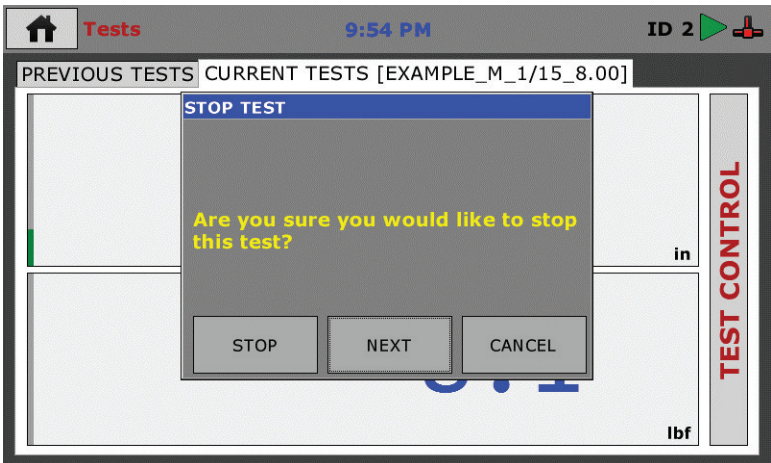 Tests 9:54 PM ID 2
PREVIOUS TESTS CURRENT TESTS [EXAMPLE_M_1/15_8.00]
STOP TEST
Are you sure you would like to stop
this test?
STOP NEXT CANCEL
in
lbf
TEST CONTROL